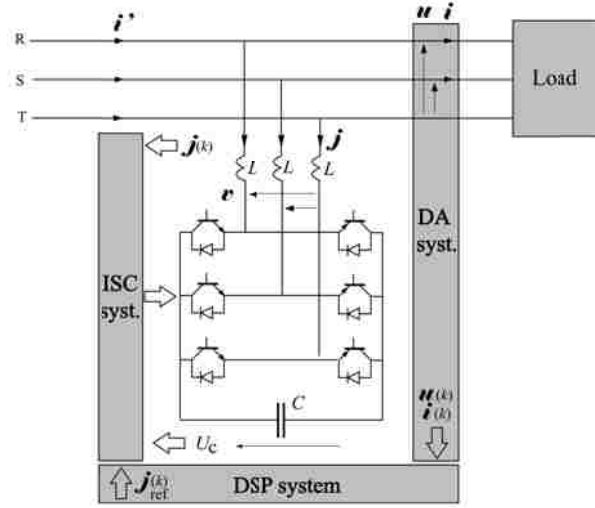 i' u i
R
S
T
Load
j(k)
j
L L L
v
DA
syst.
ISC
syst.
C
u(k)
i(k)
Uc
j(k)
ref
DSP system